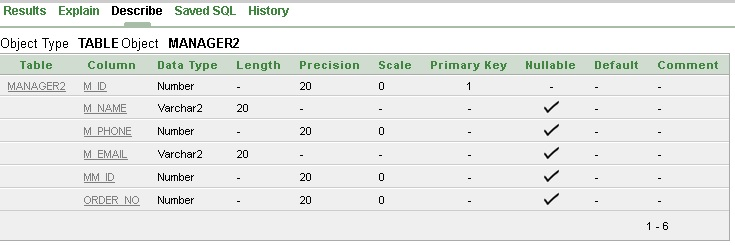 Results Explain Describe Saved SQL History
Object Type TABLE Object MANAGER2
Table Column Data Type Length Precision Scale Primary Key Nullable Default Comment
MANAGER2 M_ID Number - 20 0 1 - - -
M_NAME Varchar2 20 - - - ✓ - -
M_PHONE Number - 20 0 - ✓ - -
M_EMAIL Varchar2 20 - - - ✓ - -
MM_ID Number - 20 0 - ✓ - -
ORDER_NO Number - 20 0 - ✓ - -
1 - 6